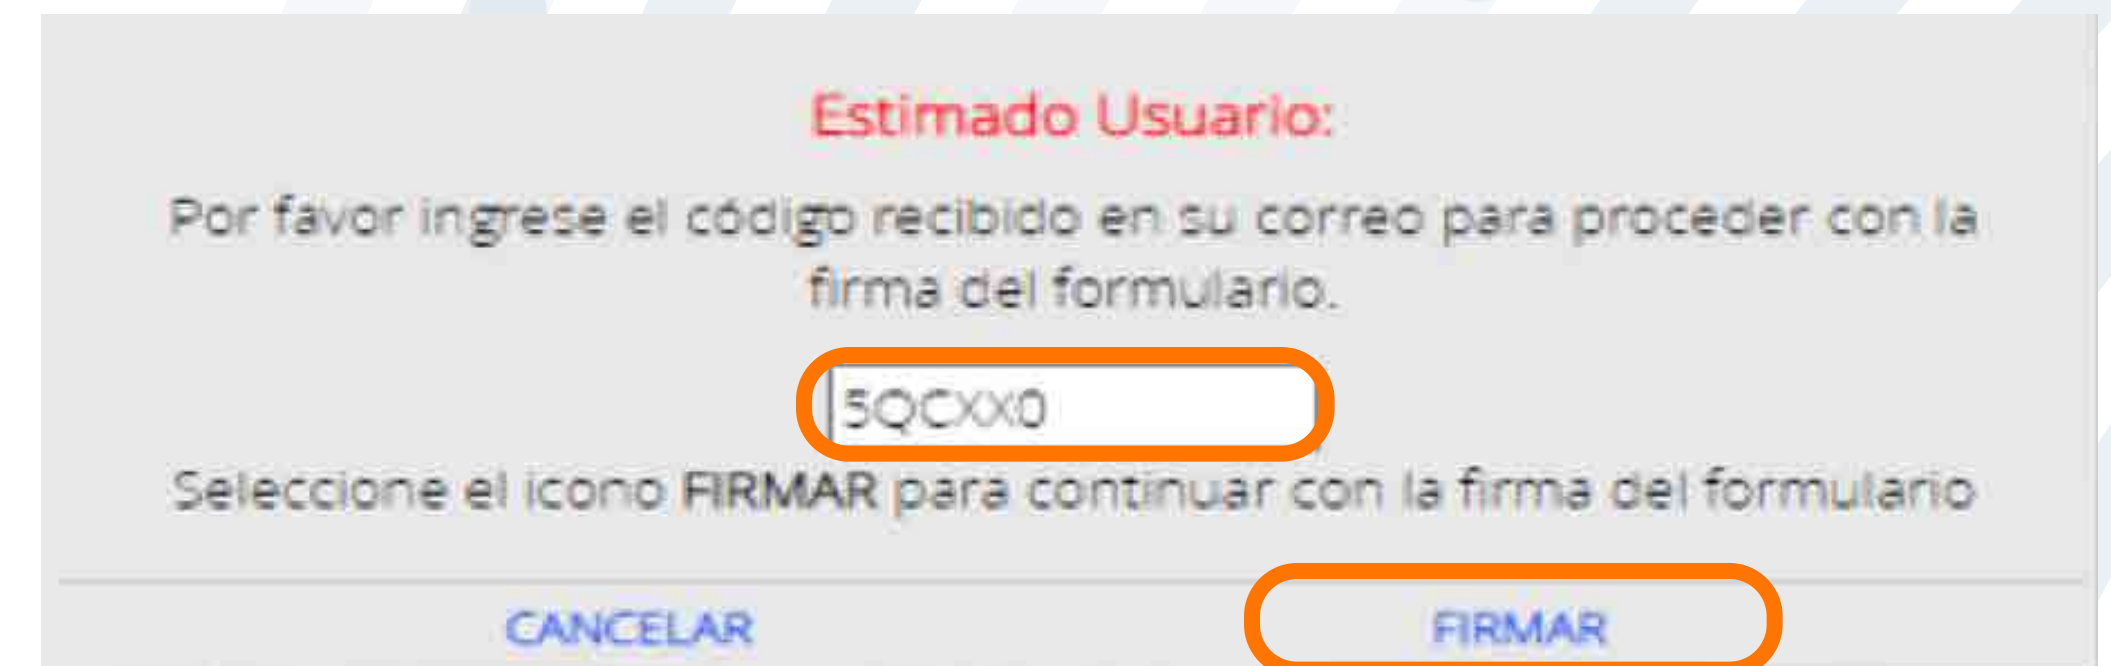 Estimado Usuario:
Por favor ingrese el código recibido en su correo para proceder con la
firma del formulario.
5QCXX0
Seleccione el icono FIRMAR para continuar con la firma del formulario
CANCELAR FIRMAR